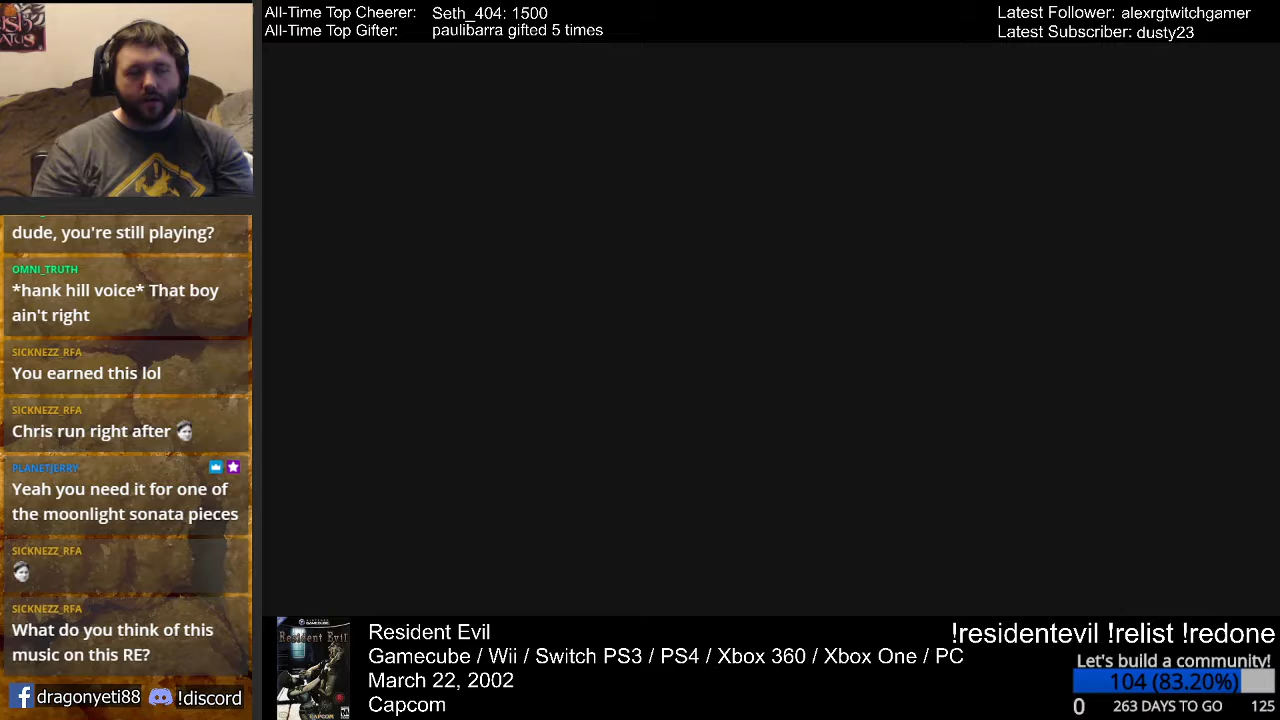 All-Time Top Cheerer: Seth_404: 1500
All-Time Top Gifter: paulibarra gifted 5 times
Latest Follower: alexrgtwitchgamer
Latest Subscriber: dusty23
dude, you're still playing?
OMNI_TRUTH
*hank hill voice* That boy
ain't right
SICKNEZZ_RFA
You earned this lol
SICKNEZZ_RFA
Chris run right after
PLANETJERRY
Yeah you need it for one of
the moonlight sonata pieces
SICKNEZZ_RFA
SICKNEZZ_RFA
What do you think of this
music on this RE?
dragonyeti88 !discord
Resident Evil
CAPCOM
Resident Evil
Gamecube / Wii / Switch PS3 / PS4 / Xbox 360 / Xbox One / PC
March 22, 2002
Capcom
!residentevil !relist !redone
Let's build a community!
104 (83.20%)
0 263 DAYS TO GO 125